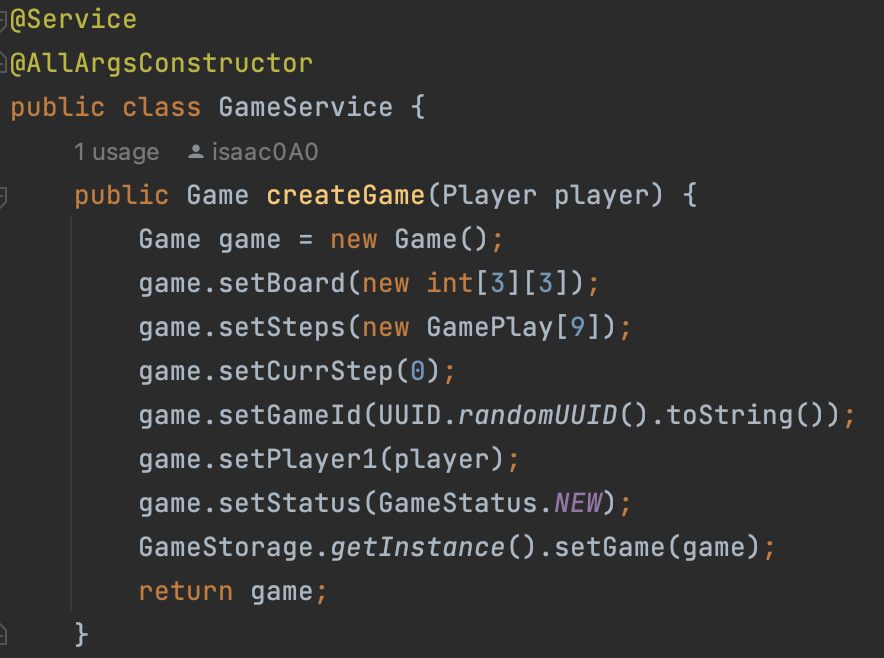 @Service
@AllArgsConstructor
public class GameService {
1 usage isaac0A0
public Game createGame(Player player) {
Game game = new Game();
game.setBoard(new int[3][3]);
game.setSteps(new GamePlay[9]);
game.setCurrStep(0);
game.setGameId(UUID.randomUUID().toString());
game.setPlayer1(player);
game.setStatus(GameStatus.NEW);
GameStorage.getInstance().setGame(game);
return game;
}